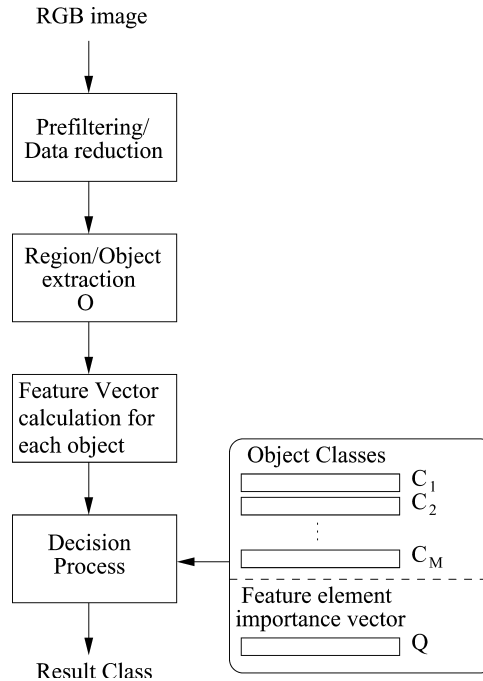 RGB image
Prefiltering/
Data reduction
Region/Object
extraction
O
Feature Vector
calculation for
each object
Decision
Process
Result Class
Object Classes
C1
C2
CM
Feature element
importance vector
Q